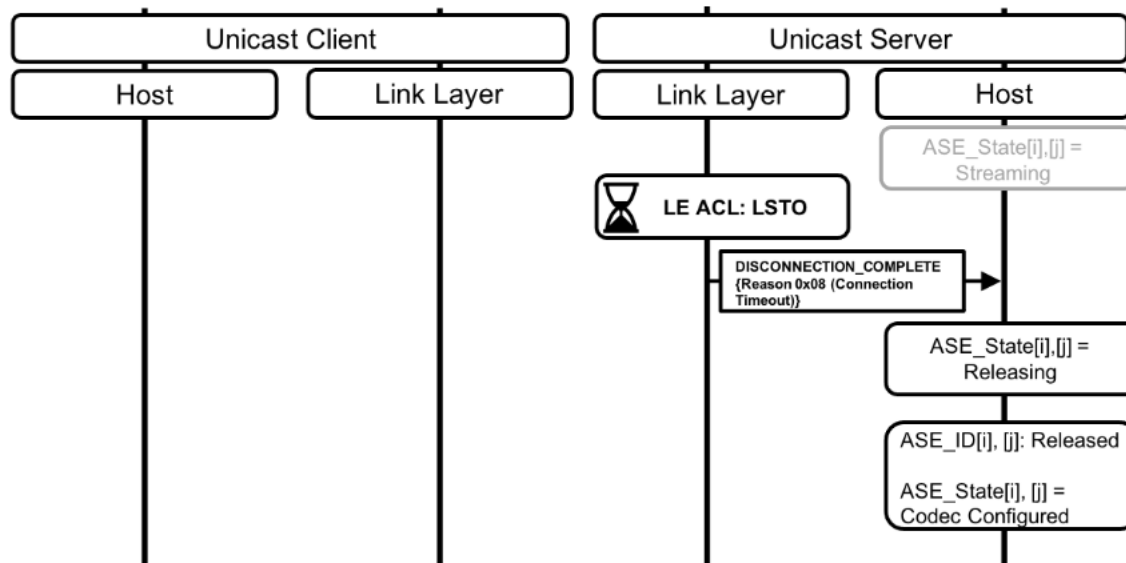 Unicast Client
Unicast Server
Host
Link Layer
Link Layer
Host
ASE_State[i],[j] =
Streaming
LE ACL: LSTO
DISCONNECTION_COMPLETE
{Reason 0x08 (Connection
Timeout)}
ASE_State[i],[j] =
Releasing
ASE_ID[i], [j]: Released
ASE_State[i], [j] =
Codec Configured